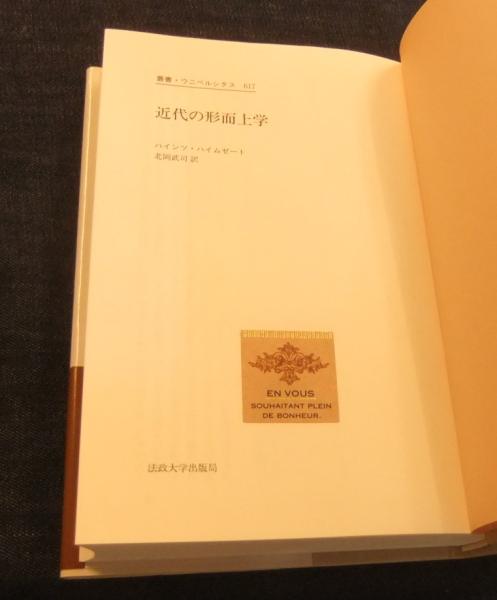 叢書・ウニベルシタス 617
近代の形而上学
ハインツ・ハイムゼート
北岡武司 訳
EN VOUS
SOUHAITANT PLEIN
DE BONHEUR.
法政大学出版局